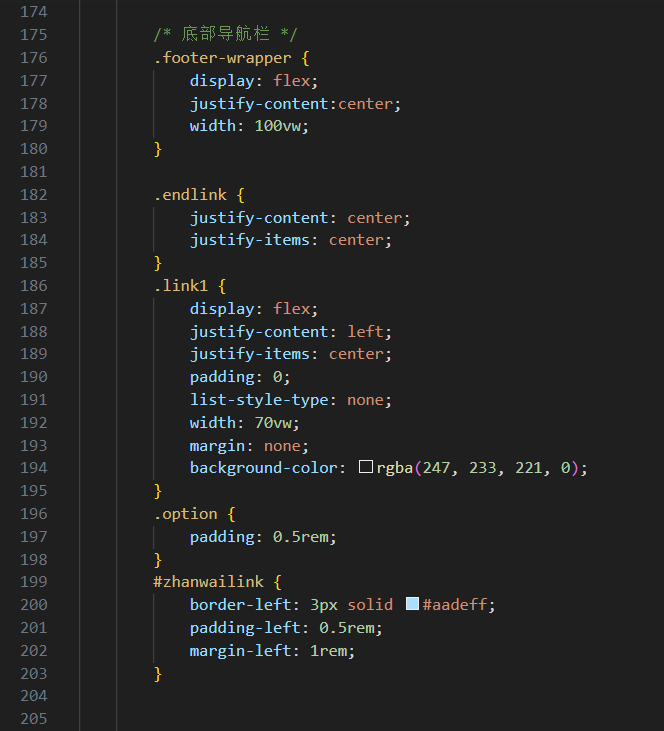 174
175 /* 底部导航栏 */
176 .footer-wrapper {
177 display: flex;
178 justify-content:center;
179 width: 100vw;
180 }
181
182 .endlink {
183 justify-content: center;
184 justify-items: center;
185 }
186 .link1 {
187 display: flex;
188 justify-content: left;
189 justify-items: center;
190 padding: 0;
191 list-style-type: none;
192 width: 70vw;
193 margin: none;
194 background-color: rgba(247, 233, 221, 0);
195 }
196 .option {
197 padding: 0.5rem;
198 }
199 #zhanwailink {
200 border-left: 3px solid #aadeff;
201 padding-left: 0.5rem;
202 margin-left: 1rem;
203 }
204
205